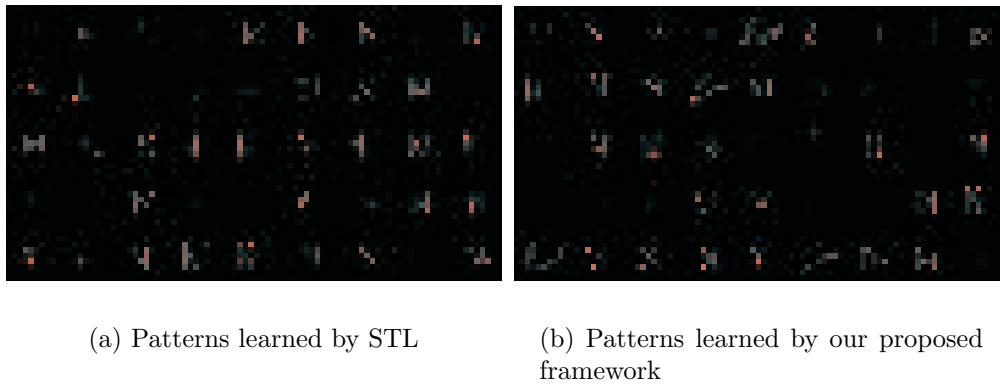 (a) Patterns learned by STL
(b) Patterns learned by our proposed
framework